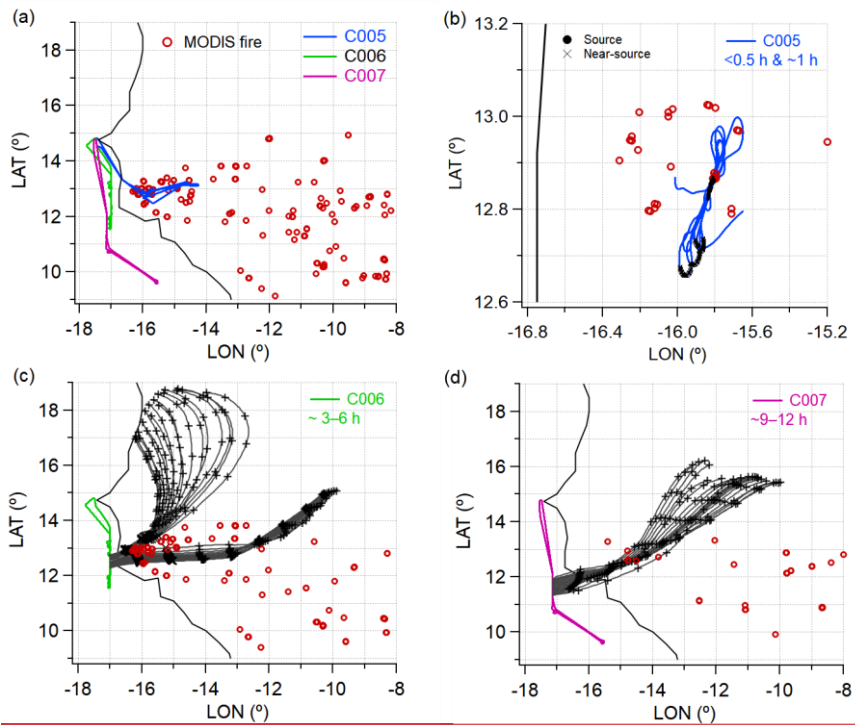 (a)
MODIS fire
C005
C006
C007
LAT (º)
18
16
14
12
10
-18
-16
-14
-12
-10
-8
LON (º)
(b)
Source
Near-source
C005
<0.5 h & ~1 h
LAT (º)
13.2
13.0
12.8
12.6
-16.8
-16.4
-16.0
-15.6
-15.2
LON (º)
(c)
C006
~ 3–6 h
LAT (º)
18
16
14
12
10
-18
-16
-14
-12
-10
-8
LON (º)
(d)
C007
~9–12 h
LAT (º)
18
16
14
12
10
-18
-16
-14
-12
-10
-8
LON (º)